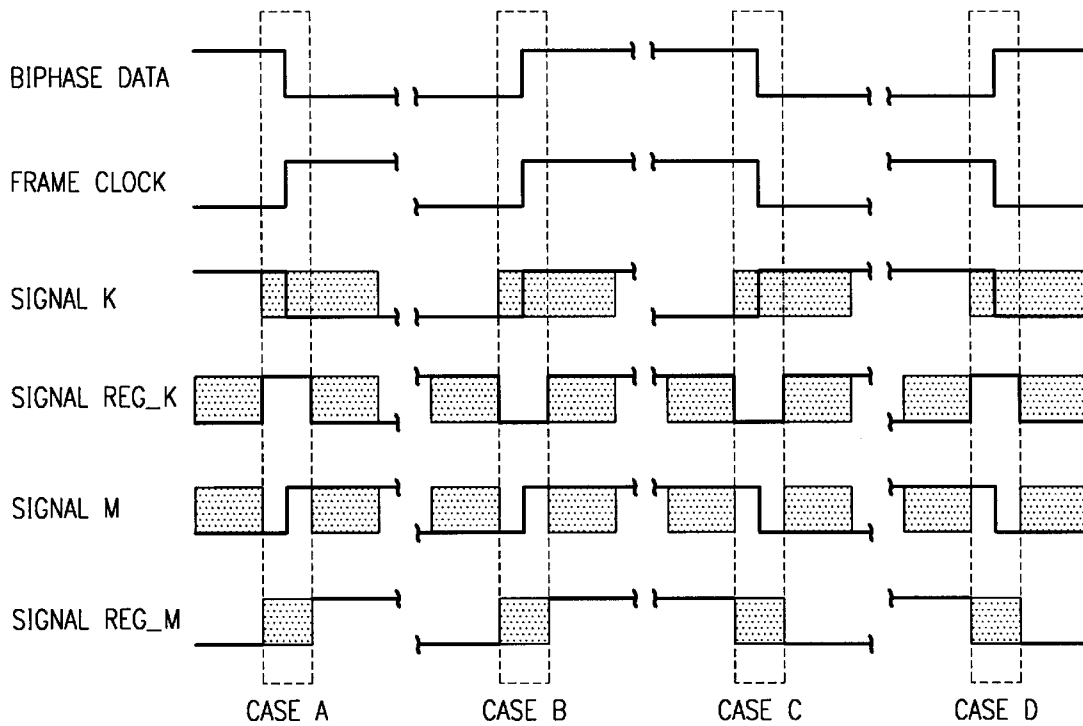 BIPHASE DATA
FRAME CLOCK
SIGNAL K
SIGNAL REG_K
SIGNAL M
SIGNAL REG_M
CASE A
CASE B
CASE C
CASE D